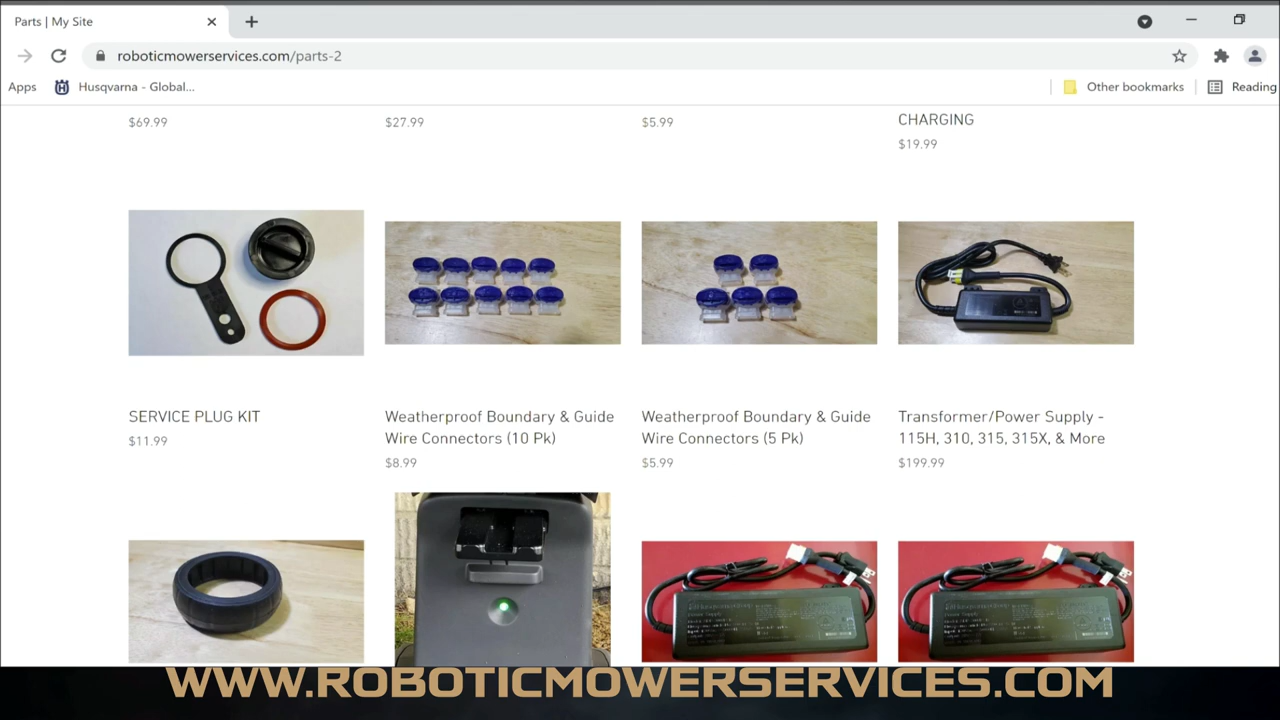 Parts | My Site
roboticmowerservices.com/parts-2
Apps
Husqvarna - Global...
Other bookmarks
Reading
$69.99
$27.99
$5.99
CHARGING
$19.99
SERVICE PLUG KIT
$11.99
Weatherproof Boundary & Guide
Wire Connectors (10 Pk)
$8.99
Weatherproof Boundary & Guide
Wire Connectors (5 Pk)
$5.99
Transformer/Power Supply -
115H, 310, 315, 315X, & More
$199.99
WWW.ROBOTICMOWERSERVICES.COM